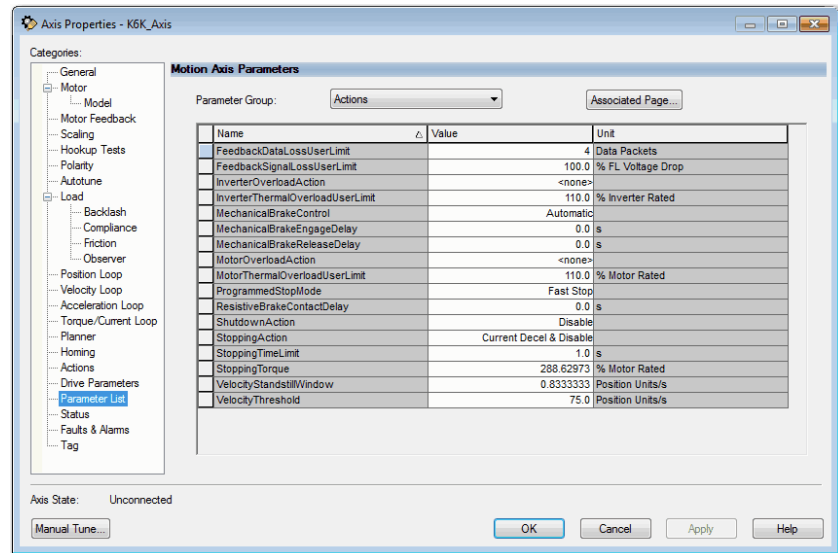 Axis Properties - K6K_Axis
Categories:
General
Motor
Model
Motor Feedback
Scaling
Hookup Tests
Polarity
Autotune
Load
Backlash
Compliance
Friction
Observer
Position Loop
Velocity Loop
Acceleration Loop
Torque/Current Loop
Planner
Homing
Actions
Drive Parameters
Parameter List
Status
Faults & Alarms
Tag
Motion Axis Parameters
Parameter Group: Actions Associated Page...
Name Value Unit
FeedbackDataLossUserLimit 4 Data Packets
FeedbackSignalLossUserLimit 100.0 % FL Voltage Drop
InverterOverloadAction <none>
InverterThermalOverloadUserLimit 110.0 % Inverter Rated
MechanicalBrakeControl Automatic
MechanicalBrakeEngageDelay 0.0 s
MechanicalBrakeReleaseDelay 0.0 s
MotorOverloadAction <none>
MotorThermalOverloadUserLimit 110.0 % Motor Rated
ProgrammedStopMode Fast Stop
ResistiveBrakeContactDelay 0.0 s
ShutdownAction Disable
StoppingAction Current Decel & Disable
StoppingTimeLimit 1.0 s
StoppingTorque 288.62973 % Motor Rated
VelocityStandstillWindow 0.8333333 Position Units/s
VelocityThreshold 75.0 Position Units/s
Axis State: Unconnected
Manual Tune... OK Cancel Apply Help